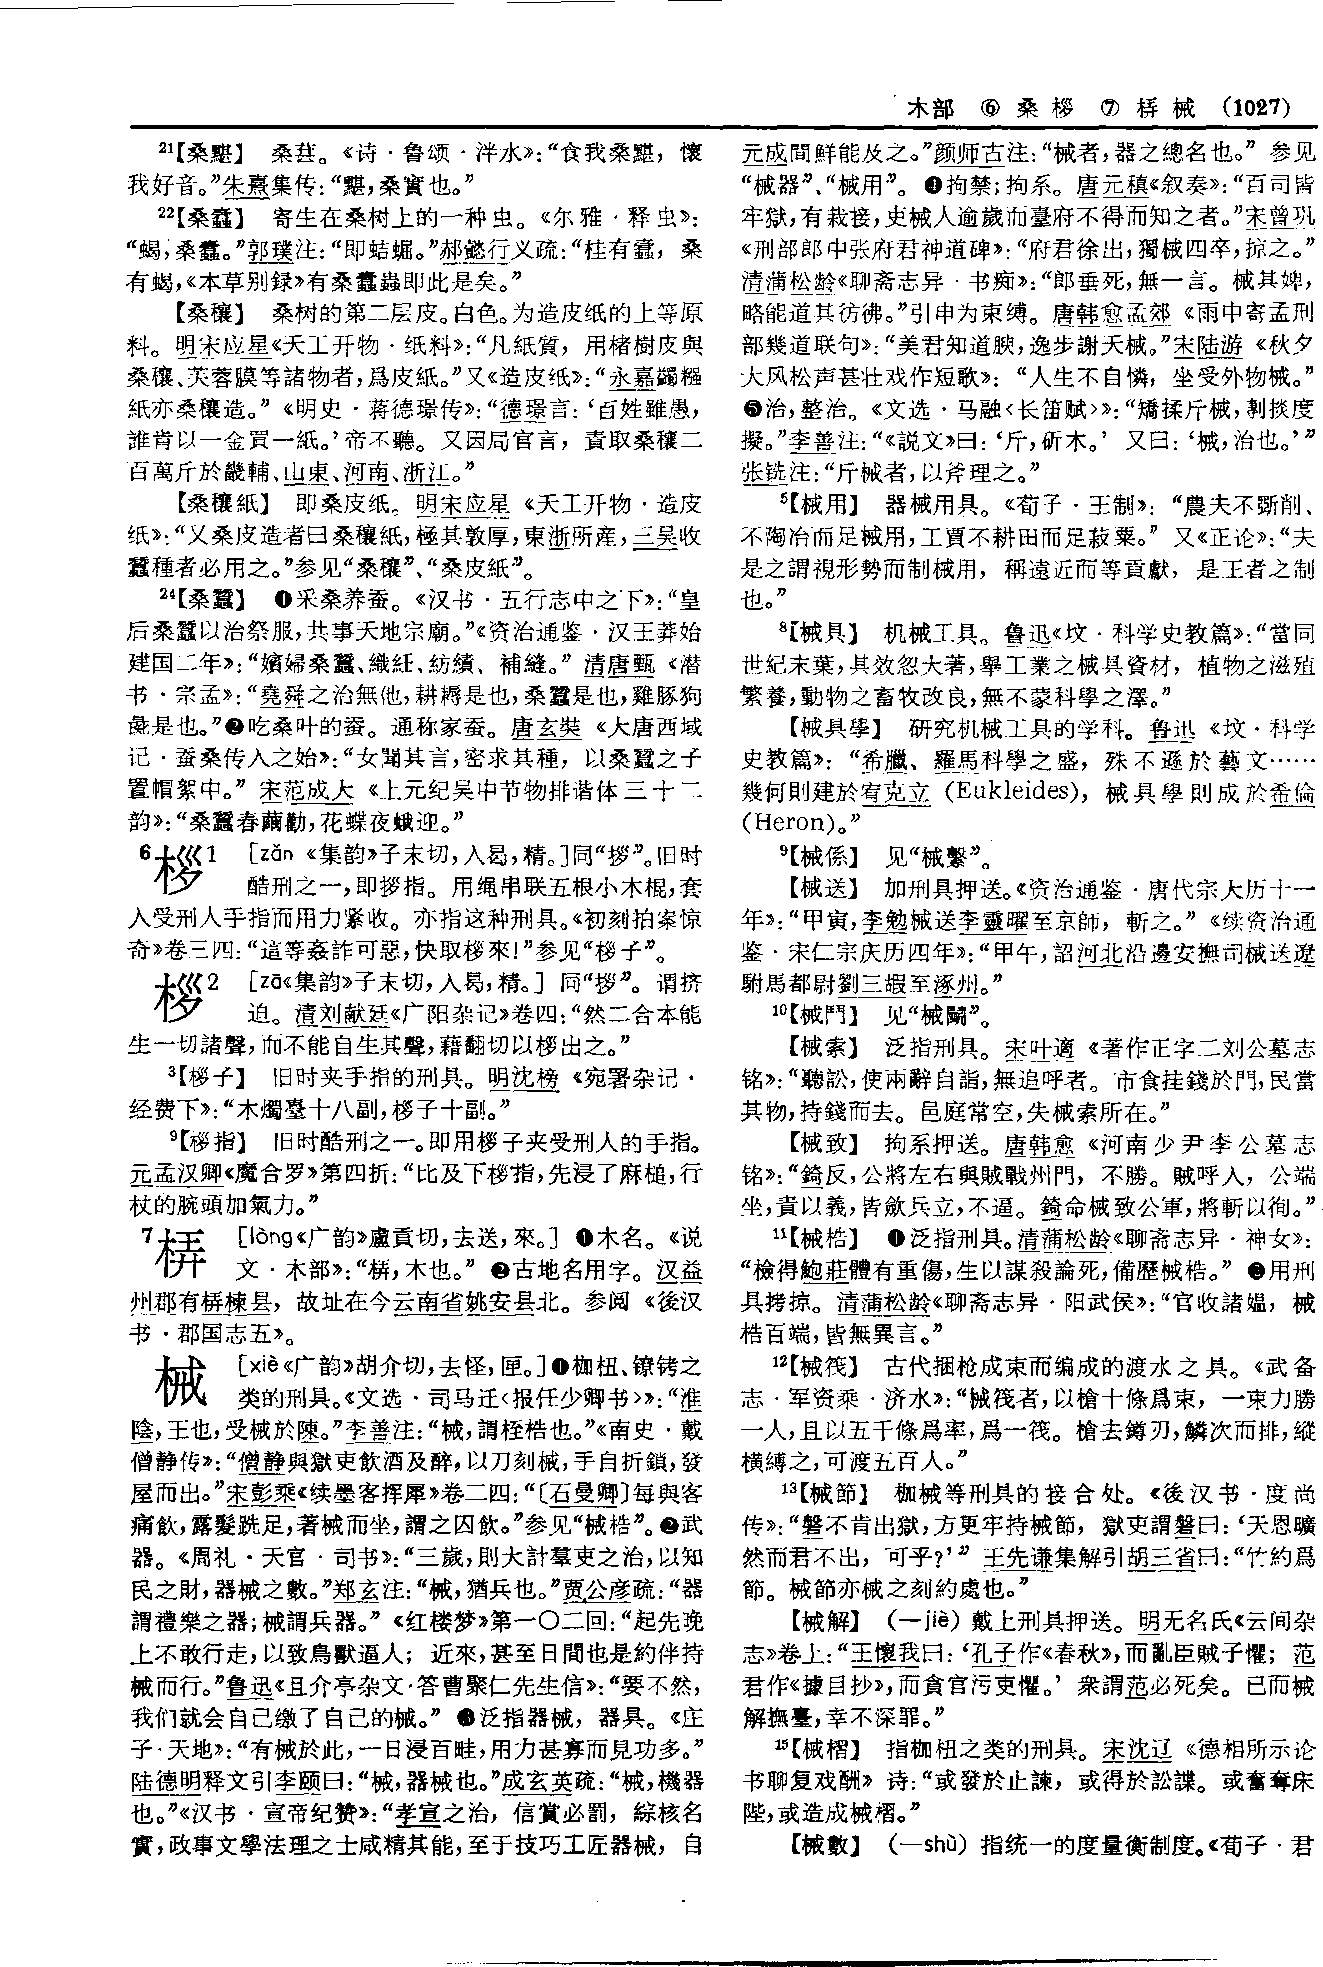 木部 ⑥ 桑 桚 ⑦ 㭇 械 (1027)
²¹【桑黮】 桑葚。《诗·鲁颂·泮水》：“食我桑黮，懷
我好音。”朱熹集传：“黮，桑實也。”
²²【桑蠹】 寄生在桑树上的一种虫。《尔雅·释虫》：
“蝎，桑蠹。”郭璞注：“即蛣𧌑。”郝懿行义疏：“桂有蠹，桑
有蝎，《本草别録》有桑蠹蟲即此是矣。”
【桑穰】 桑树的第二层皮。白色。为造皮纸的上等原
料。明宋应星《天工开物·纸料》：“凡紙質，用楮樹皮與
桑穰、芙蓉膜等諸物者，爲皮紙。”又《造皮纸》：“永嘉蠲糨
紙亦桑穰造。”《明史·蒋德璟传》：“德璟言：‘百姓雖愚，
誰肯以一金買一紙。’帝不聽。又因局官言，責取桑穰二
百萬斤於畿輔、山東、河南、浙江。”
【桑穰紙】 即桑皮纸。明宋应星《天工开物·造皮
纸》：“又桑皮造者曰桑穰紙，極其敦厚，東浙所産，三吴收
蠶種者必用之。”参见“桑穰”、“桑皮紙”。
²⁴【桑蠶】 ❶采桑养蚕。《汉书·五行志中之下》：“皇
后桑蠶以治祭服，共事天地宗廟。”《资治通鉴·汉王莽始
建国二年》：“嬪婦桑蠶、織紝、紡績、補縫。”清唐甄《潜
书·宗孟》：“堯舜之治無他，耕耨是也，桑蠶是也，雞豚狗
彘是也。”❷吃桑叶的蚕。通称家蚕。唐玄奘《大唐西域
记·蚕桑传入之始》：“女聞其言，密求其種，以桑蠶之子
置帽絮中。”宋范成大《上元纪吴中节物排谐体三十二
韵》：“桑蠶春繭勸，花蝶夜蛾迎。”
6桚1 [zǎn《集韵》子末切，入曷，精。]同“拶”。旧时
酷刑之一，即拶指。用绳串联五根小木棍，套
入受刑人手指而用力紧收。亦指这种刑具。《初刻拍案惊
奇》卷三四：“這等姦詐可惡，快取桚來！”参见“桚子”。
桚2 [zā《集韵》子末切，入曷，精。]同“拶”。谓挤
迫。清刘献廷《广阳杂记》卷四：“然二合本能
生一切諸聲，而不能自生其聲，藉翻切以桚出之。”
³【桚子】 旧时夹手指的刑具。明沈榜《宛署杂记·
经费下》：“木燭臺十八副，桚子十副。”
⁹【桚指】 旧时酷刑之一。即用桚子夹受刑人的手指。
元孟汉卿《魔合罗》第四折：“比及下桚指，先浸了麻槌，行
杖的腕頭加氣力。”
7㭇 [lòng《广韵》盧貢切，去送，來。] ❶木名。《说
文·木部》：“㭇，木也。”❷古地名用字。汉益
州郡有㭇棟县，故址在今云南省姚安县北。参阅《後汉
书·郡国志五》。
械 [xiè《广韵》胡介切，去怪，匣。]❶枷杻、镣铐之
类的刑具。《文选·司马迁〈报任少卿书〉》：“淮
陰，王也，受械於陳。”李善注：“械，謂桎梏也。”《南史·戴
僧静传》：“僧静與獄吏飲酒及醉，以刀刻械，手自折鎖，發
屋而出。”宋彭乘《续墨客挥犀》卷二四：“〔石曼卿〕每與客
痛飲，露髮跣足，著械而坐，謂之囚飲。”参见“械梏”。❷武
器。《周礼·天官·司书》：“三歲，則大計羣吏之治，以知
民之財，器械之數。”郑玄注：“械，猶兵也。”贾公彦疏：“器
謂禮樂之器；械謂兵器。”《红楼梦》第一〇二回：“起先晚
上不敢行走，以致鳥獸逼人；近來，甚至日間也是約伴持
械而行。”鲁迅《且介亭杂文·答曹聚仁先生信》：“要不然，
我们就会自己缴了自己的械。”❸泛指器械，器具。《庄
子·天地》：“有械於此，一日浸百畦，用力甚寡而見功多。”
陆德明释文引李颐曰：“械，器械也。”成玄英疏：“械，機器
也。”《汉书·宣帝纪赞》：“孝宣之治，信賞必罰，綜核名
實，政事文學法理之士咸精其能，至于技巧工匠器械，自
元成間鮮能及之。”颜师古注：“械者，器之總名也。”参见
“械器”、“械用”。❹拘禁；拘系。唐元稹《叙奏》：“百司皆
牢獄，有栽接，吏械人逾歲而臺府不得而知之者。”宋曾巩
《刑部郎中张府君神道碑》：“府君徐出，獨械四卒，掠之。”
清蒲松龄《聊斋志异·书痴》：“郎垂死，無一言。械其婢，
略能道其彷彿。”引申为束缚。唐韩愈孟郊《雨中寄孟刑
部幾道联句》：“美君知道腴，逸步謝天械。”宋陆游《秋夕
大风松声甚壮戏作短歌》：“人生不自憐，坐受外物械。”
❺治，整治。《文选·马融〈长笛赋〉》：“矯揉斤械，剸掞度
擬。”李善注：“《説文》曰：‘斤，斫木。’又曰：‘械，治也。’”
张铣注：“斤械者，以斧理之。”
⁵【械用】 器械用具。《荀子·王制》：“農夫不斲削、
不陶冶而足械用，工賈不耕田而足菽粟。”又《正论》：“夫
是之謂視形勢而制械用，稱遠近而等貢獻，是王者之制
也。”
⁸【械具】 机械工具。鲁迅《坟·科学史教篇》：“當同
世紀末葉，其效忽大著，舉工業之械具資材，植物之滋殖
繁養，動物之畜牧改良，無不蒙科學之澤。”
【械具學】 研究机械工具的学科。鲁迅《坟·科学
史教篇》：“希臘、羅馬科學之盛，殊不遜於藝文……
幾何則建於宥克立 (Eukleides)，械具學則成於希倫
(Heron)。”
⁹【械係】 见“械繫”。
【械送】 加刑具押送。《资治通鉴·唐代宗大历十一
年》：“甲寅，李勉械送李靈曜至京師，斬之。”《续资治通
鉴·宋仁宗庆历四年》：“甲午，詔河北沿邊安撫司械送遼
駙馬都尉劉三嘏至涿州。”
¹⁰【械鬥】 见“械鬭”。
【械索】 泛指刑具。宋叶適《著作正字二刘公墓志
铭》：“聽訟，使兩辭自詣，無追呼者。市食挂錢於門，民當
其物，持錢而去。邑庭常空，失械索所在。”
【械致】 拘系押送。唐韩愈《河南少尹李公墓志
铭》：“錡反，公將左右與賊戰州門，不勝。賊呼入，公端
坐，責以義，皆斂兵立，不逼。錡命械致公軍，將斬以徇。”
¹¹【械梏】 ❶泛指刑具。清蒲松龄《聊斋志异·神女》：
“檢得鮑莊體有重傷，生以謀殺論死，備歷械梏。”❷用刑
具拷掠。清蒲松龄《聊斋志异·阳武侯》：“官收諸媪，械
梏百端，皆無異言。”
¹²【械筏】 古代捆枪成束而编成的渡水之具。《武备
志·军资乘·济水》：“械筏者，以槍十條爲束，一束力勝
一人，且以五千條爲率，爲一筏。槍去鐏刃，鱗次而排，縱
橫縛之，可渡五百人。”
¹³【械節】 枷械等刑具的接合处。《後汉书·度尚
传》：“磐不肯出獄，方更牢持械節，獄吏謂磐曰：‘天恩曠
然而君不出，可乎？’”王先谦集解引胡三省曰：“竹約爲
節。械節亦械之刻約處也。”
【械解】 (—jiè) 戴上刑具押送。明无名氏《云间杂
志》卷上：“王懷我曰：‘孔子作《春秋》，而亂臣賊子懼；范
君作《據目抄》，而貪官污吏懼。’衆謂范必死矣。已而械
解撫臺，幸不深罪。”
¹⁵【械槢】 指枷杻之类的刑具。宋沈辽《德相所示论
书聊复戏酬》诗：“或發於止諫，或得於訟諜。或奮奪床
陛，或造成械槢。”
【械數】 (—shù) 指统一的度量衡制度。《荀子·君